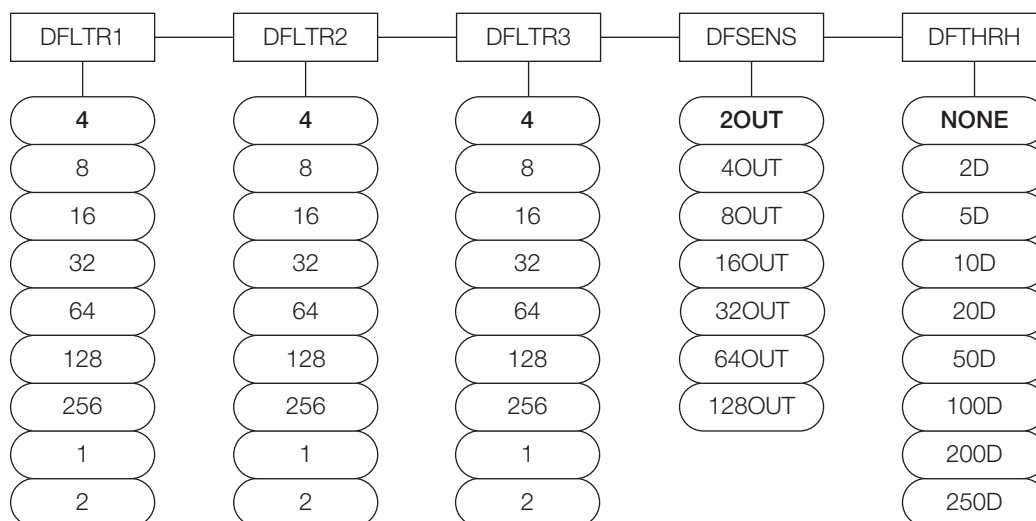 DFLTR1 DFLTR2 DFLTR3 DFSENS DFTHRH
4 4 4 2OUT NONE
8 8 8 4OUT 2D
16 16 16 8OUT 5D
32 32 32 16OUT 10D
64 64 64 32OUT 20D
128 128 128 64OUT 50D
256 256 256 128OUT 100D
1 1 1 200D
2 2 2 250D